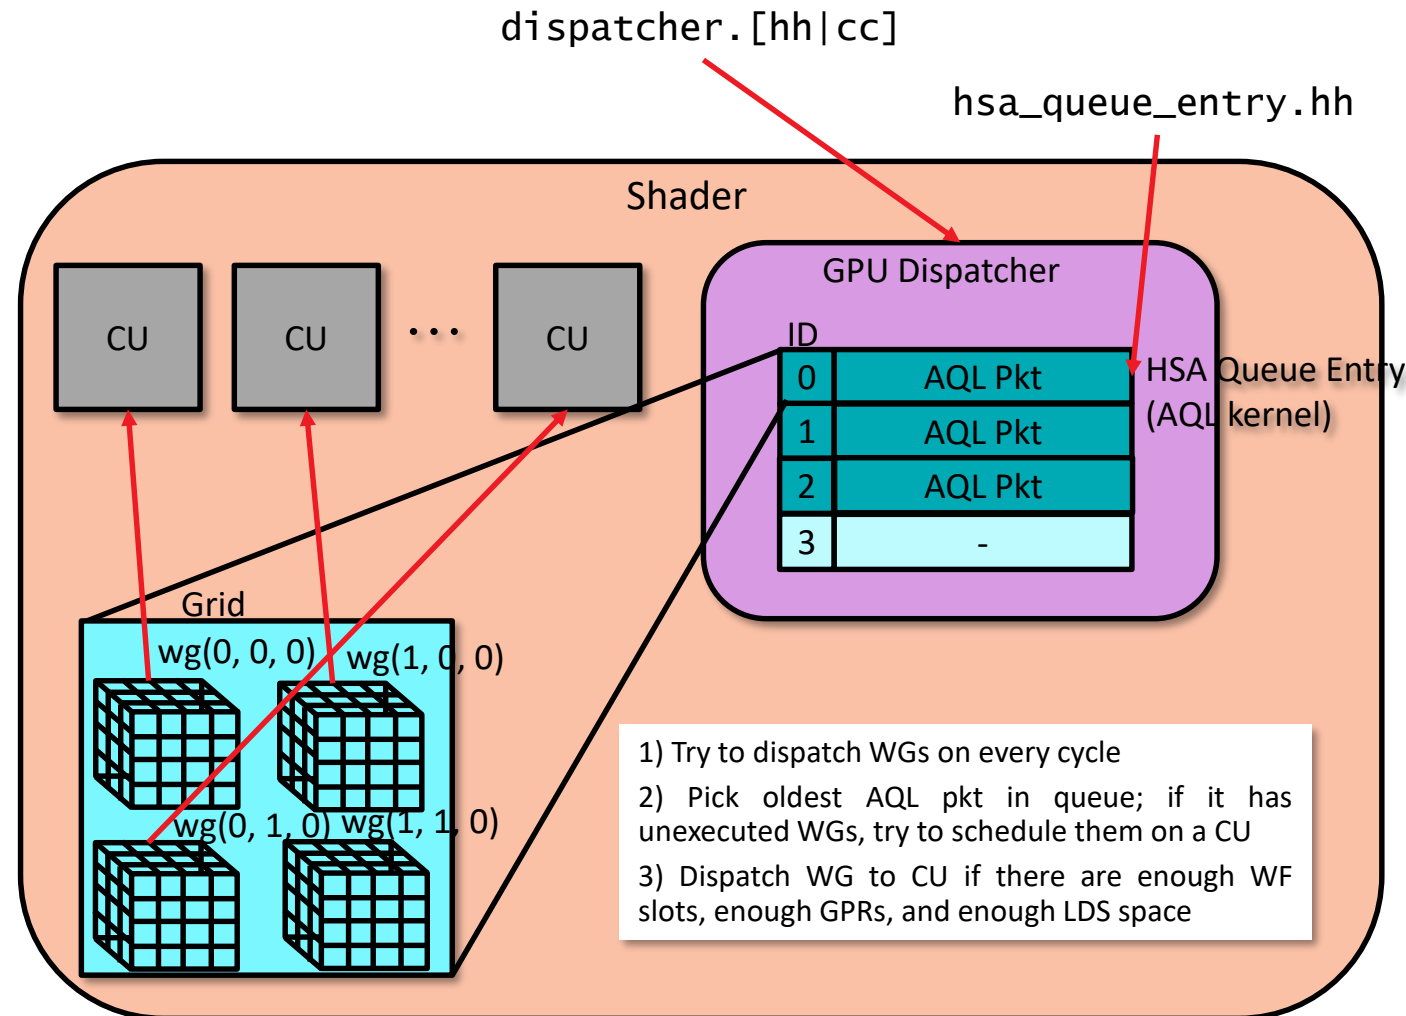 dispatcher.[hh|cc]
hsa_queue_entry.hh
Shader
GPU Dispatcher
CU
CU
...
CU
ID
0 AQL Pkt
1 AQL Pkt
2 AQL Pkt
3 -
HSA Queue Entry
(AQL kernel)
Grid
wg(0, 0, 0)
wg(1, 0, 0)
wg(0, 1, 0)
wg(1, 1, 0)
1) Try to dispatch WGs on every cycle
2) Pick oldest AQL pkt in queue; if it has
unexecuted WGs, try to schedule them on a CU
3) Dispatch WG to CU if there are enough WF
slots, enough GPRs, and enough LDS space